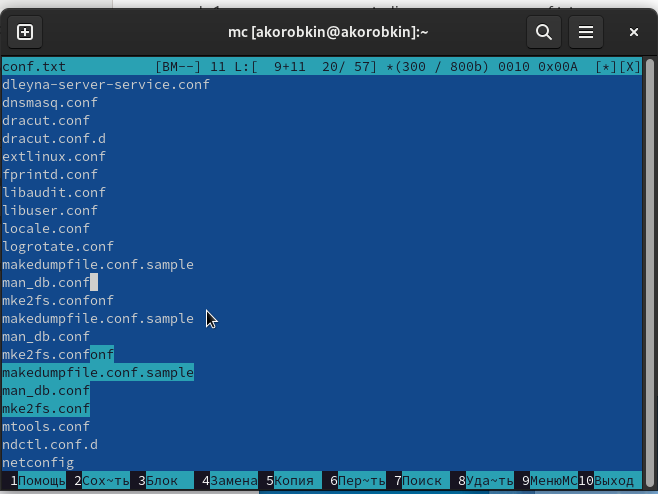 mc [akorobkin@akorobkin]:~
conf.txt [BM--] 11 L:[ 9+11 20/ 57] *(300 / 800b) 0010 0x00A [*][X]
dleyna-server-service.conf
dnsmasq.conf
dracut.conf
dracut.conf.d
extlinux.conf
fprintd.conf
libaudit.conf
libuser.conf
locale.conf
logrotate.conf
makedumpfile.conf.sample
man_db.conf
mke2fs.confonf
makedumpfile.conf.sample
man_db.conf
mke2fs.confonf
makedumpfile.conf.sample
man_db.conf
mke2fs.conf
mtools.conf
ndctl.conf.d
netconfig
1Помощь 2Сох~ть 3Блок 4Замена 5Копия 6Пер~ть 7Поиск 8Уда~ть 9МенюMC 10Выход